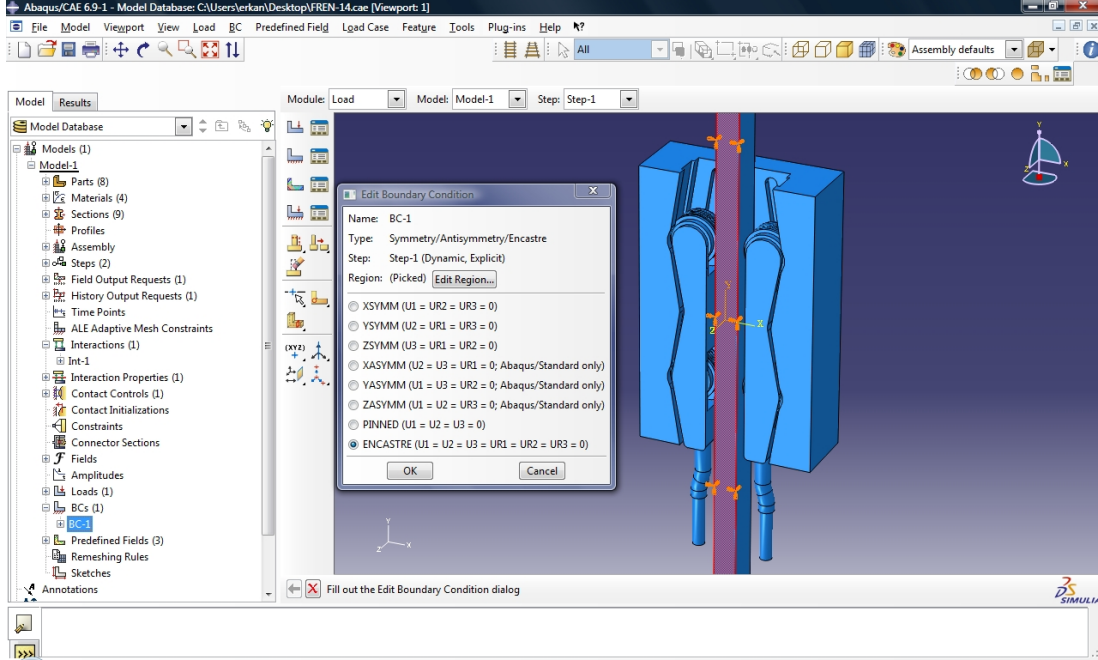 Abaqus/CAE 6.9-1 - Model Database: C:\Users\erkan\Desktop\FREN-14.cae [Viewport: 1]
File Model Viewport View Load BC Predefined Field Load Case Feature Tools Plug-ins Help
All
Assembly defaults
Model Results
Module: Load Model: Model-1 Step: Step-1
Model Database
Models (1)
Model-1
Parts (8)
Materials (4)
Sections (9)
Profiles
Assembly
Steps (2)
Field Output Requests (1)
History Output Requests (1)
Time Points
ALE Adaptive Mesh Constraints
Interactions (1)
Int-1
Interaction Properties (1)
Contact Controls (1)
Contact Initializations
Constraints
Connector Sections
Fields
Amplitudes
Loads (1)
BCs (1)
BC-1
Predefined Fields (3)
Remeshing Rules
Sketches
Annotations
(XYZ)
Edit Boundary Condition
Name: BC-1
Type: Symmetry/Antisymmetry/Encastre
Step: Step-1 (Dynamic, Explicit)
Region: (Picked) Edit Region...
XSYMM (U1 = UR2 = UR3 = 0)
YSYMM (U2 = UR1 = UR3 = 0)
ZSYMM (U3 = UR1 = UR2 = 0)
XASYMM (U2 = U3 = UR1 = 0; Abaqus/Standard only)
YASYMM (U1 = U3 = UR2 = 0; Abaqus/Standard only)
ZASYMM (U1 = U2 = UR3 = 0; Abaqus/Standard only)
PINNED (U1 = U2 = U3 = 0)
ENCASTRE (U1 = U2 = U3 = UR1 = UR2 = UR3 = 0)
OK Cancel
Y
X
Z
Y
X
Z
Y
X
Z
Fill out the Edit Boundary Condition dialog
SIMULIA
>>>